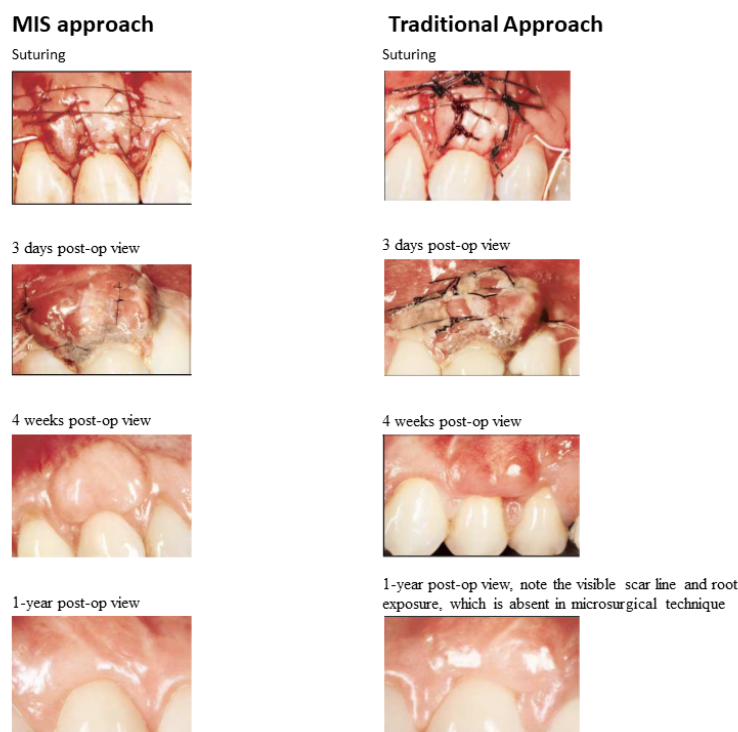 MIS approach
Traditional Approach
Suturing
Suturing
3 days post-op view
3 days post-op view
4 weeks post-op view
4 weeks post-op view
1-year post-op view
1-year post-op view, note the visible scar line and root
exposure, which is absent in microsurgical technique